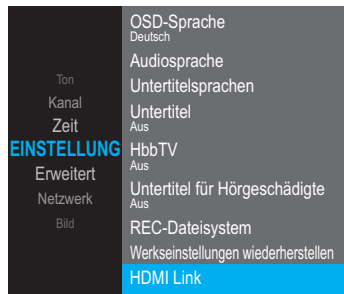 Ton
Kanal
Zeit
EINSTELLUNG
Erweitert
Netzwerk
Bild
OSD-Sprache
Deutsch
Audiosprache
Untertitelsprachen
Untertitel
Aus
HbbTV
Aus
Untertitel für Hörgeschädigte
Aus
REC-Dateisystem
Werkseinstellungen wiederherstellen
HDMI Link